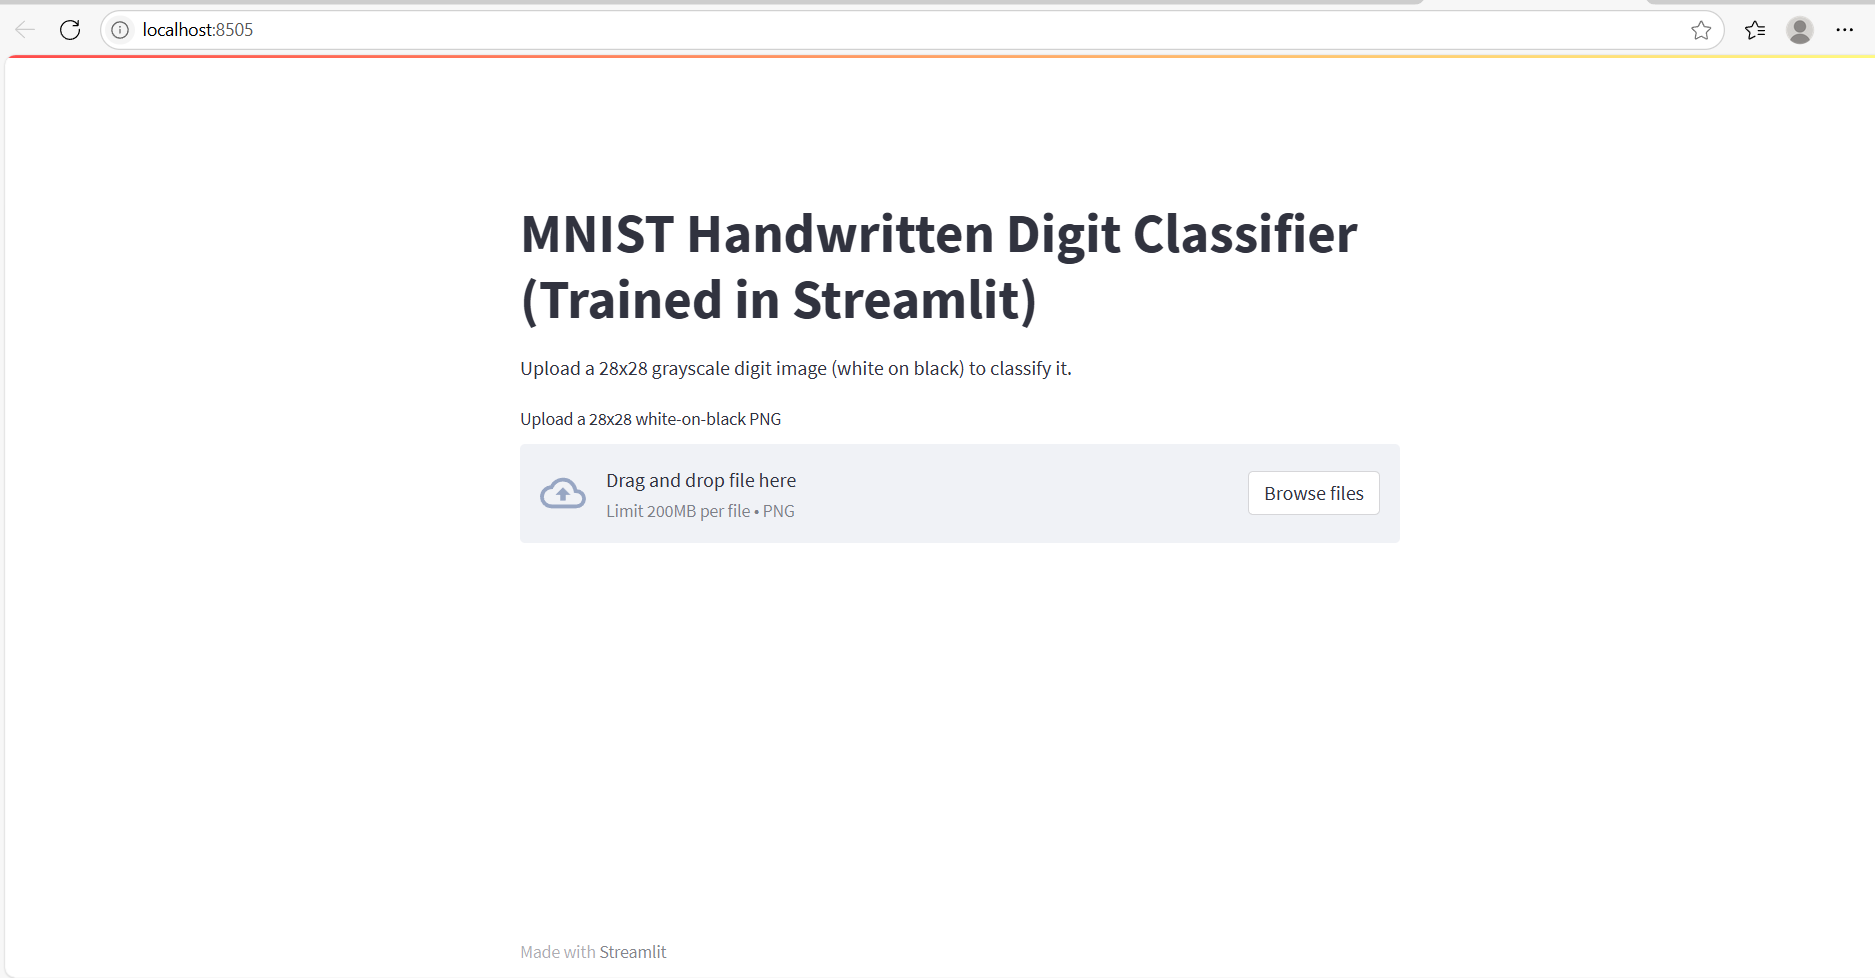 localhost:8505
MNIST Handwritten Digit Classifier
(Trained in Streamlit)
Upload a 28x28 grayscale digit image (white on black) to classify it.
Upload a 28x28 white-on-black PNG
Drag and drop file here
Limit 200MB per file • PNG
Browse files
Made with Streamlit